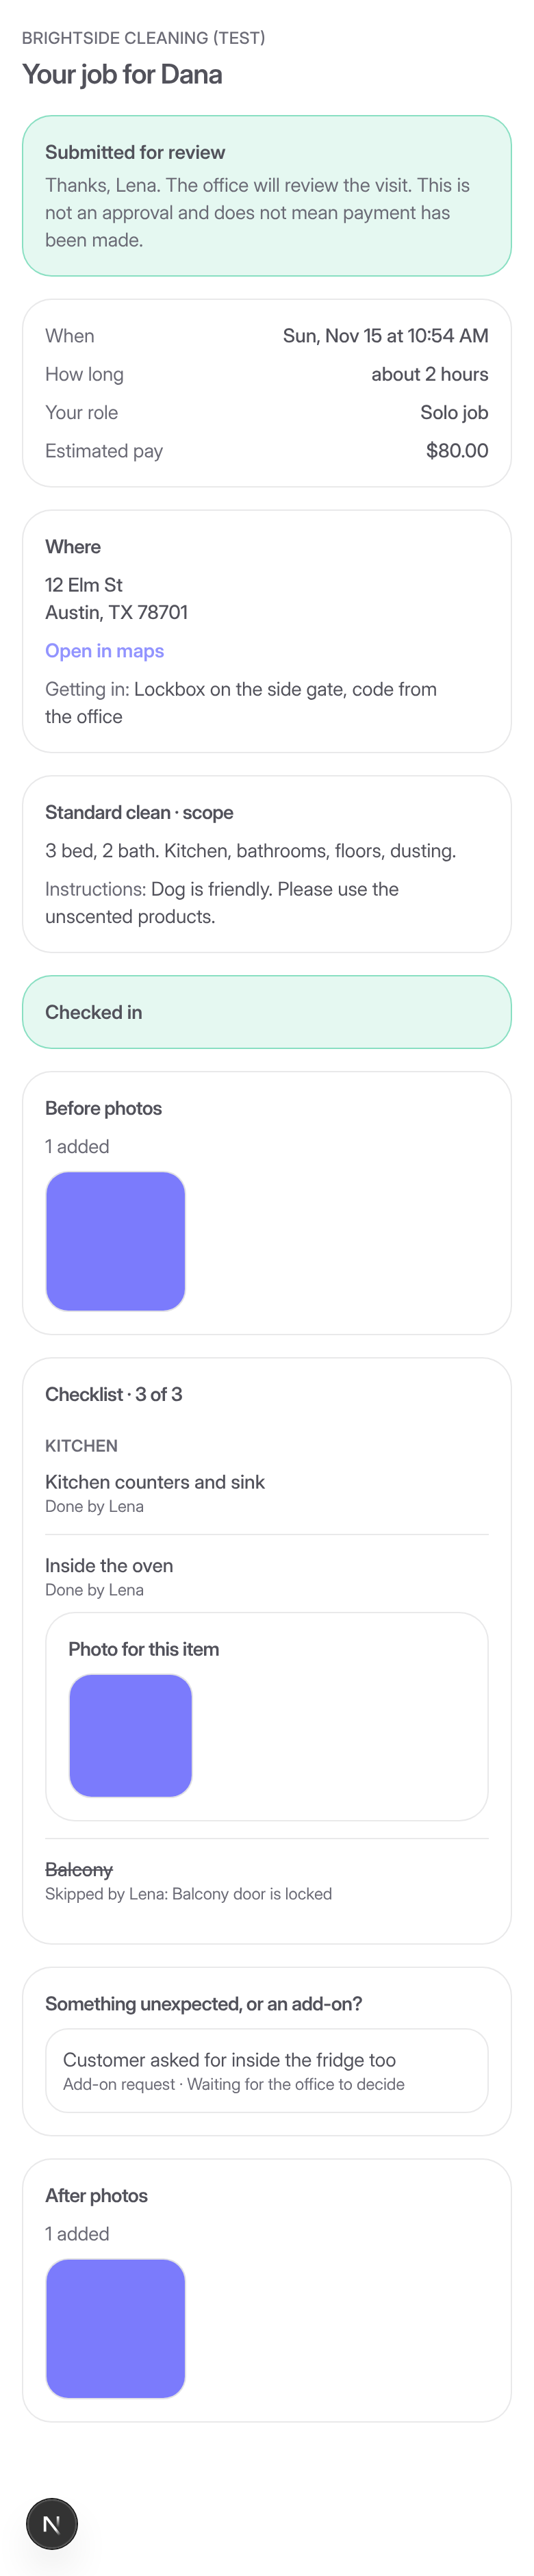 BRIGHTSIDE CLEANING (TEST)
Your job for Dana
Submitted for review
Thanks, Lena. The office will review the visit. This is
not an approval and does not mean payment has
been made.
When Sun, Nov 15 at 10:54 AM
How long about 2 hours
Your role Solo job
Estimated pay $80.00
Where
12 Elm St
Austin, TX 78701
Open in maps
Getting in: Lockbox on the side gate, code from
the office
Standard clean · scope
3 bed, 2 bath. Kitchen, bathrooms, floors, dusting.
Instructions: Dog is friendly. Please use the
unscented products.
Checked in
Before photos
1 added
Checklist · 3 of 3
KITCHEN
Kitchen counters and sink
Done by Lena
Inside the oven
Done by Lena
Photo for this item
Balcony
Skipped by Lena: Balcony door is locked
Something unexpected, or an add-on?
Customer asked for inside the fridge too
Add-on request · Waiting for the office to decide
After photos
1 added
N